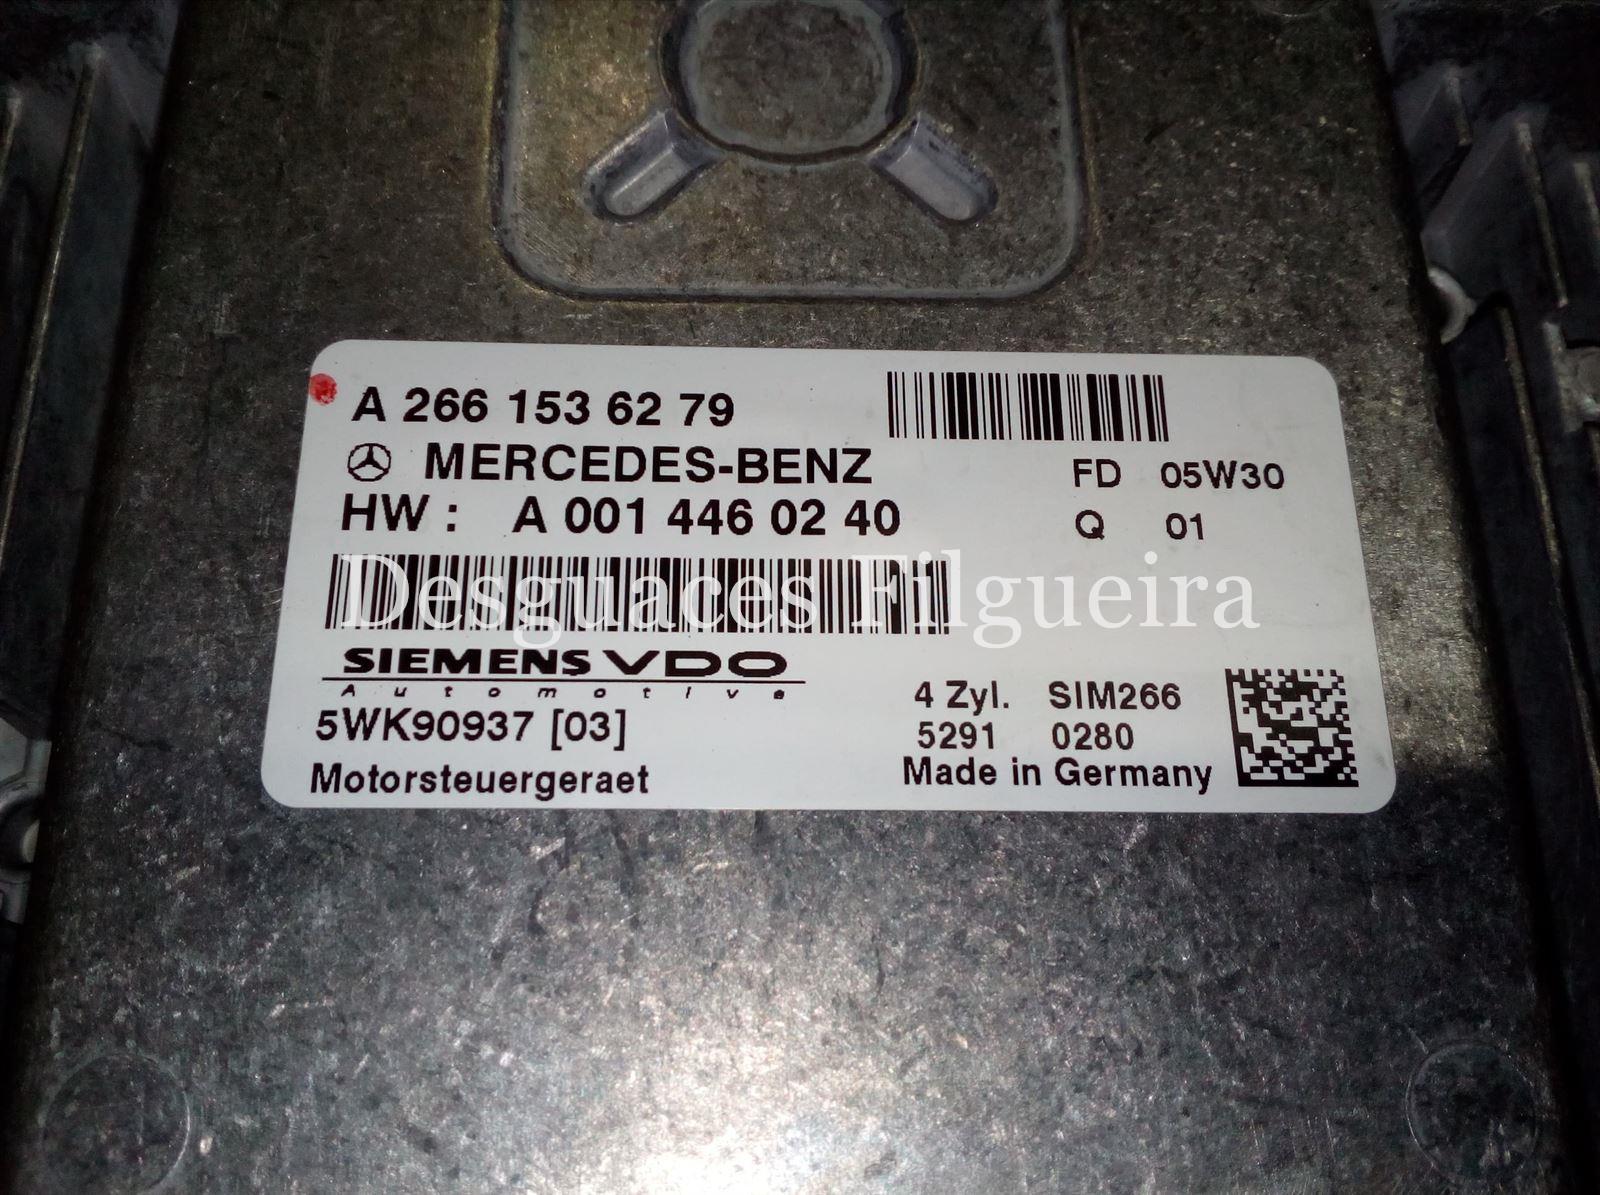 A 266 153 62 79
MERCEDES-BENZ
FD 05W30
HW : A 001 446 02 40
Q 01
Desguaces Filgueira
SIEMENS VDO
Automotive
5WK90937 [03]
4 Zyl. SIM266
5291 0280
Motorsteuergeraet
Made in Germany